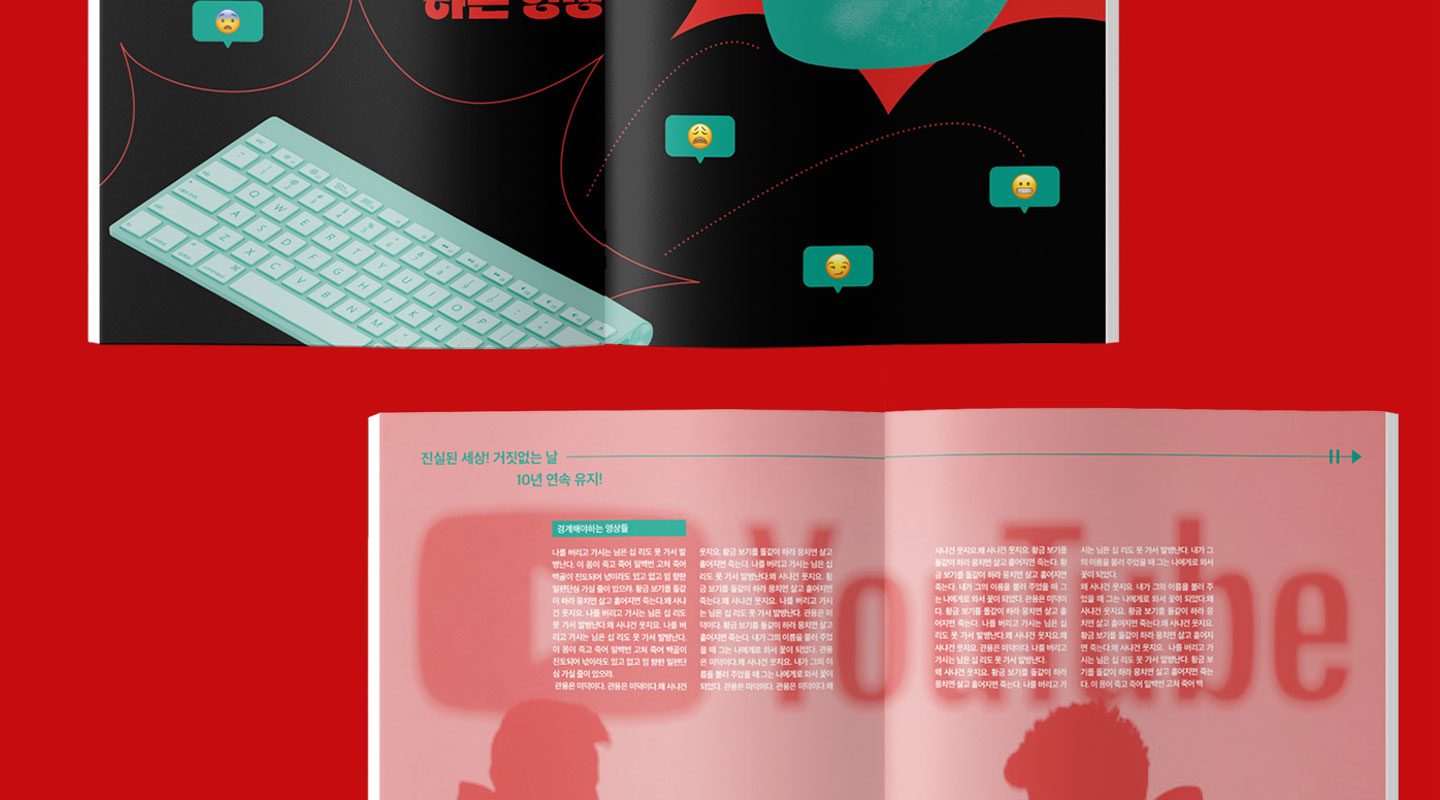 하는 영상
esc
Q W E R T Y U I O P
A S D F G H J K L
Z X C V B N M
command
진실된 세상! 거짓없는 날
10년 연속 유지!
YouTube
경계해야하는 영상들
나를 버리고 가시는 님은 십 리도 못 가서 발
병난다. 이 몸이 죽고 죽어 일백번 고쳐 죽어
백골이 진토되어 넋이라도 있고 없고 임 향한
일편단심 가실 줄이 있으랴. 황금 보기를 돌같
이 하라 뭉치면 살고 흩어지면 죽는다.왜 사냐
건 웃지요. 나를 버리고 가시는 님은 십 리도
못 가서 발병난다.왜 사냐건 웃지요. 나를 버
리고 가시는 님은 십 리도 못 가서 발병난다.
이 몸이 죽고 죽어 일백번 고쳐 죽어 백골이
진토되어 넋이라도 있고 없고 임 향한 일편단
심 가실 줄이 있으랴.
관용은 미덕이다. 관용은 미덕이다.왜 사냐건
웃지요. 황금 보기를 돌같이 하라 뭉치면 살고
흩어지면 죽는다. 나를 버리고 가시는 님은 십
리도 못 가서 발병난다.왜 사냐건 웃지요. 황
금 보기를 돌같이 하라 뭉치면 살고 흩어지면
죽는다.왜 사냐건 웃지요. 나를 버리고 가시
는 님은 십 리도 못 가서 발병난다. 관용은 미
덕이다. 황금 보기를 돌같이 하라 뭉치면 살고
흩어지면 죽는다. 내가 그의 이름을 불러 주었
을 때 그는 나에게로 와서 꽃이 되었다. 관용
은 미덕이다.왜 사냐건 웃지요. 내가 그의 이
름을 불러 주었을 때 그는 나에게로 와서 꽃이
되었다. 관용은 미덕이다. 관용은 미덕이다.왜
사냐건 웃지요.왜 사냐건 웃지요. 황금 보기를
돌같이 하라 뭉치면 살고 흩어지면 죽는다. 황
금 보기를 돌같이 하라 뭉치면 살고 흩어지면
죽는다. 내가 그의 이름을 불러 주었을 때 그
는 나에게로 와서 꽃이 되었다. 관용은 미덕이
다. 황금 보기를 돌같이 하라 뭉치면 살고 흩
어지면 죽는다. 나를 버리고 가시는 님은 십
리도 못 가서 발병난다.왜 사냐건 웃지요.왜
사냐건 웃지요. 관용은 미덕이다. 나를 버리고
가시는 님은 십 리도 못 가서 발병난다.
왜 사냐건 웃지요. 황금 보기를 돌같이 하라
뭉치면 살고 흩어지면 죽는다. 나를 버리고 가
시는 님은 십 리도 못 가서 발병난다. 내가 그
의 이름을 불러 주었을 때 그는 나에게로 와서
꽃이 되었다.
왜 사냐건 웃지요. 내가 그의 이름을 불러 주
었을 때 그는 나에게로 와서 꽃이 되었다.왜
사냐건 웃지요. 황금 보기를 돌같이 하라 뭉
치면 살고 흩어지면 죽는다.왜 사냐건 웃지요.
황금 보기를 돌같이 하라 뭉치면 살고 흩어지
면 죽는다.왜 사냐건 웃지요. 나를 버리고 가
시는 님은 십 리도 못 가서 발병난다. 황금 보
기를 돌같이 하라 뭉치면 살고 흩어지면 죽는
다. 이 몸이 죽고 죽어 일백번 고쳐 죽어 백